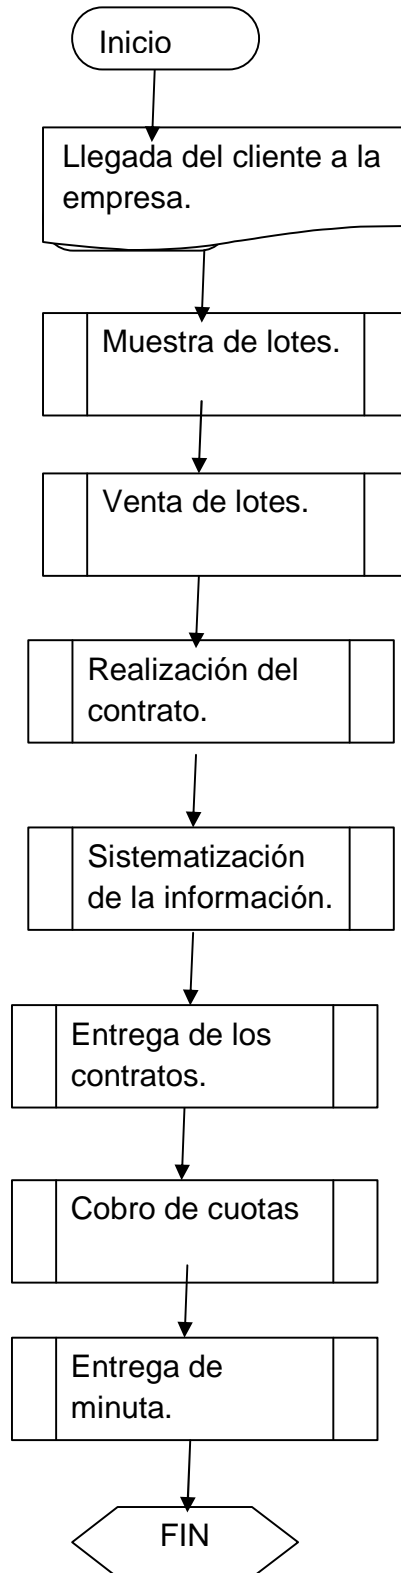 Inicio
Llegada del cliente a la
empresa.
Muestra de lotes.
Venta de lotes.
Realización del
contrato.
Sistematización
de la información.
Entrega de los
contratos.
Cobro de cuotas
Entrega de
minuta.
FIN